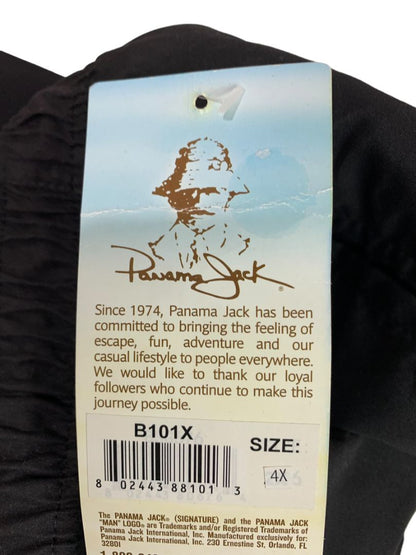 Panama Jack®
Since 1974, Panama Jack has been
committed to bringing the feeling of
escape, fun, adventure and our
casual lifestyle to people everywhere.
We would like to thank our loyal
followers who continue to make this
journey possible.
B101X
SIZE:
4X
8 02443 88101 3
The PANAMA JACK® (SIGNATURE) and the PANAMA JACK
"MAN" LOGO® are Trademarks and/or Registered Trademarks of
Panama Jack International, Inc. Manufactured exclusively for:
Panama Jack International, Inc. 230 Ernestine St, Orlando, FL
32801